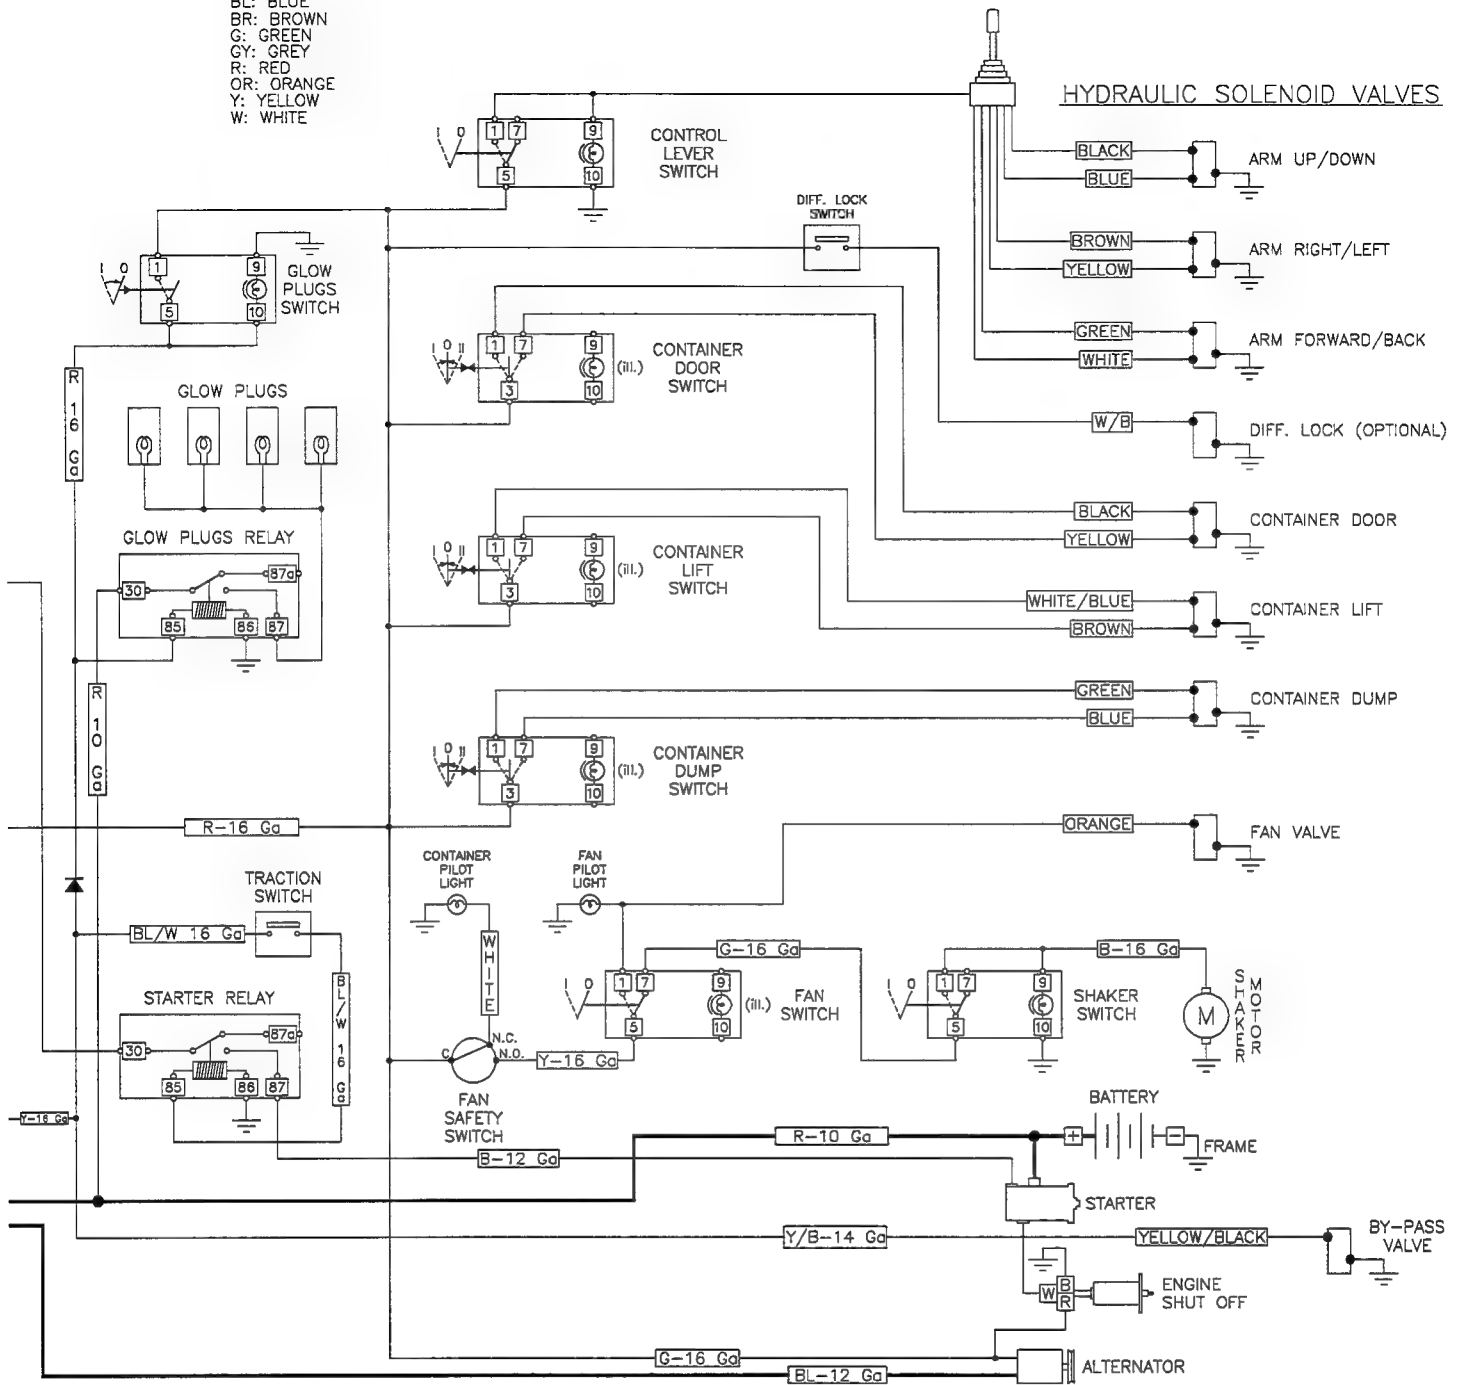 BL: BLUE
BR: BROWN
G: GREEN
GY: GREY
R: RED
OR: ORANGE
Y: YELLOW
W: WHITE
HYDRAULIC SOLENOID VALVES
I O
1 7 9
5 10
CONTROL
LEVER
SWITCH
BLACK
BLUE
ARM UP/DOWN
DIFF. LOCK
SWITCH
BROWN
YELLOW
ARM RIGHT/LEFT
I O
1 9
5 10
GLOW
PLUGS
SWITCH
GREEN
WHITE
ARM FORWARD/BACK
I O II
1 7 9
3 10
(ill.)
CONTAINER
DOOR
SWITCH
R 16 Ga
GLOW PLUGS
W/B
DIFF. LOCK (OPTIONAL)
BLACK
YELLOW
CONTAINER DOOR
GLOW PLUGS RELAY
30 87a
85 86 87
I O II
1 7 9
3 10
(ill.)
CONTAINER
LIFT
SWITCH
WHITE/BLUE
BROWN
CONTAINER LIFT
R 10 Ga
GREEN
BLUE
CONTAINER DUMP
I O II
1 7 9
3 10
(ill.)
CONTAINER
DUMP
SWITCH
R-16 Ga
ORANGE
FAN VALVE
CONTAINER
PILOT
LIGHT
FAN
PILOT
LIGHT
TRACTION
SWITCH
BL/W 16 Ga
BL/W 16 Ga
WHITE
G-16 Ga
B-16 Ga
I O
1 7 9
5 10
(ill.)
FAN
SWITCH
I O
1 7 9
5 10
SHAKER
SWITCH
M
SHAKER
MOTOR
STARTER RELAY
30 87a
85 86 87
C N.C.
N.O.
Y-16 Ga
FAN
SAFETY
SWITCH
Y-16 Ga
BATTERY
+ -
FRAME
R-10 Ga
B-12 Ga
STARTER
Y/B-14 Ga
YELLOW/BLACK
BY-PASS
VALVE
W B
R
ENGINE
SHUT OFF
G-16 Ga
BL-12 Ga
ALTERNATOR